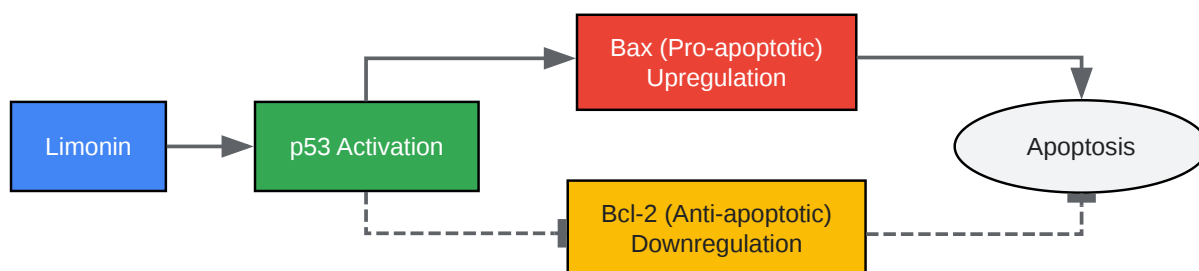 Bax (Pro-apoptotic)
Upregulation
Limonin
p53 Activation
Apoptosis
Bcl-2 (Anti-apoptotic)
Downregulation